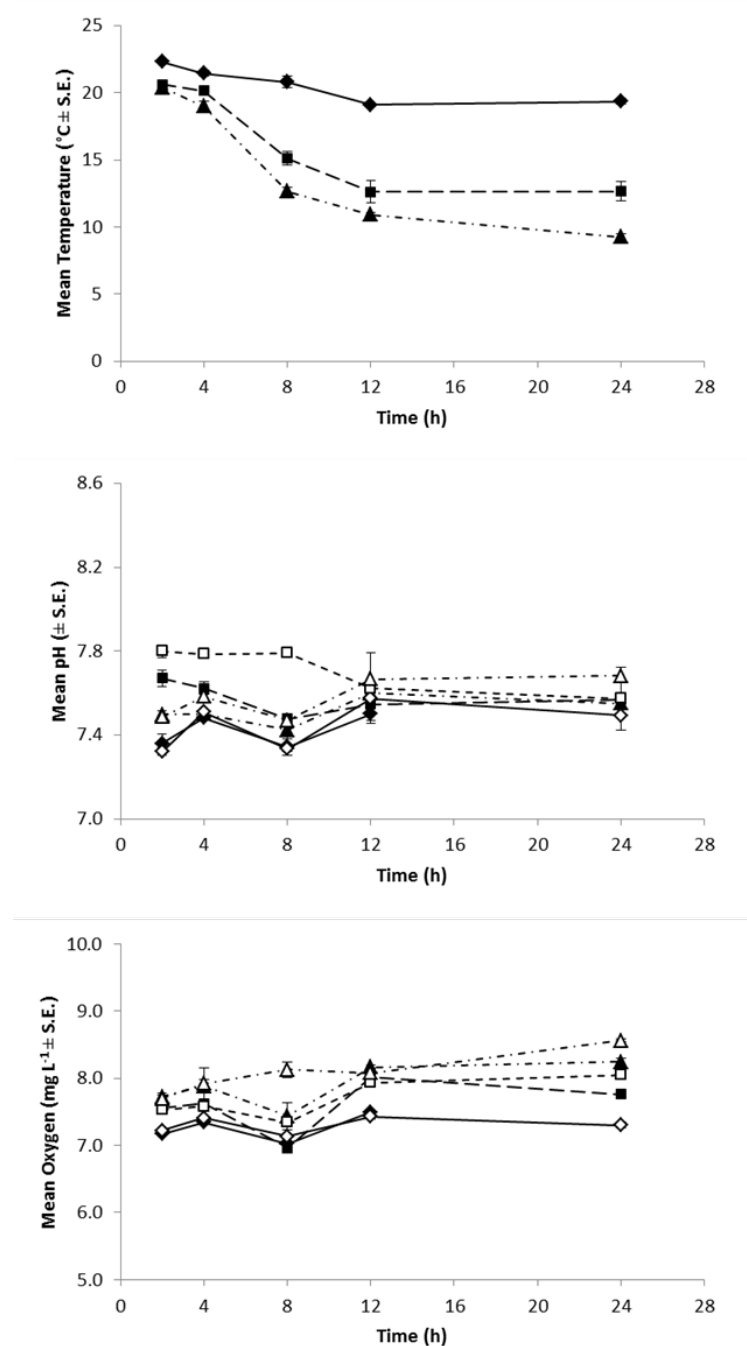 25
20
15
10
5
0
Mean Temperature (°C± S.E.)
0 4 8 12 16 20 24 28
Time (h)
8.6
8.2
7.8
7.4
7.0
Mean pH (± S.E.)
0 4 8 12 16 20 24 28
Time (h)
10.0
9.0
8.0
7.0
6.0
5.0
Mean Oxygen (mg L⁻¹± S.E.)
0 4 8 12 16 20 24 28
Time (h)